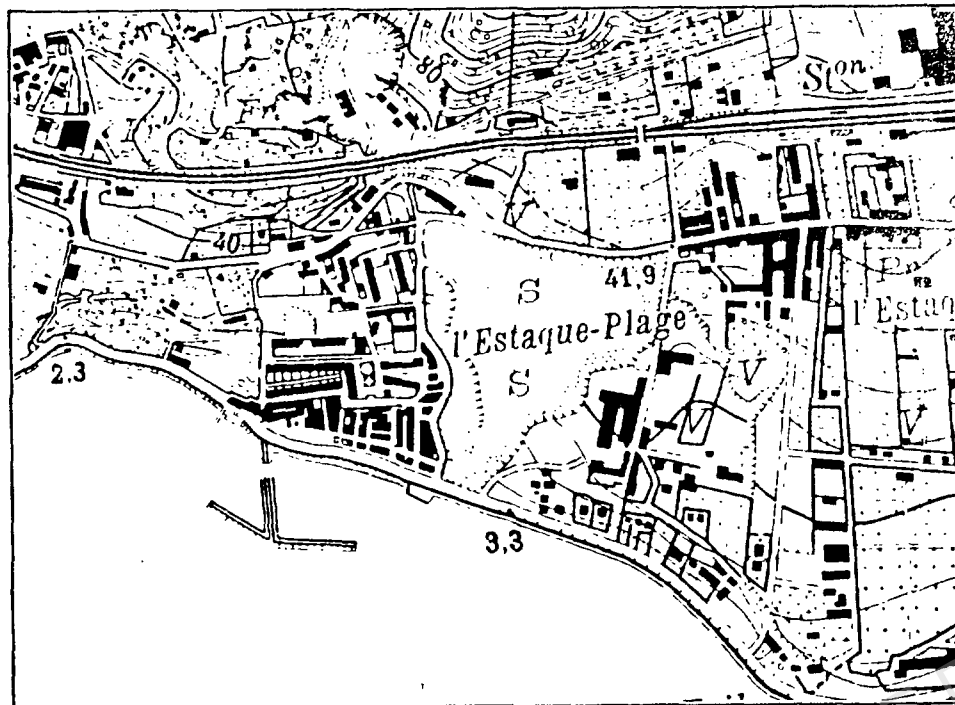 80
Stᵒⁿ
F
40
S
41,9
l'Estaque-Plage
l'Estaq
S
V
2,3
V
V
3,3